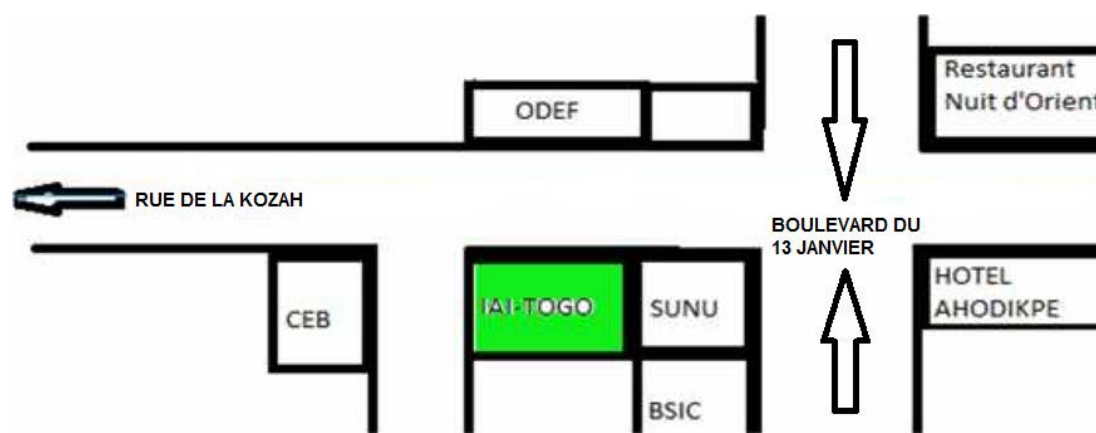 Restaurant
Nuit d'Orient
ODEF
RUE DE LA KOZAH
BOULEVARD DU
13 JANVIER
HOTEL
AHODIKPE
CEB
IAI-TOGO
SUNU
BSIC